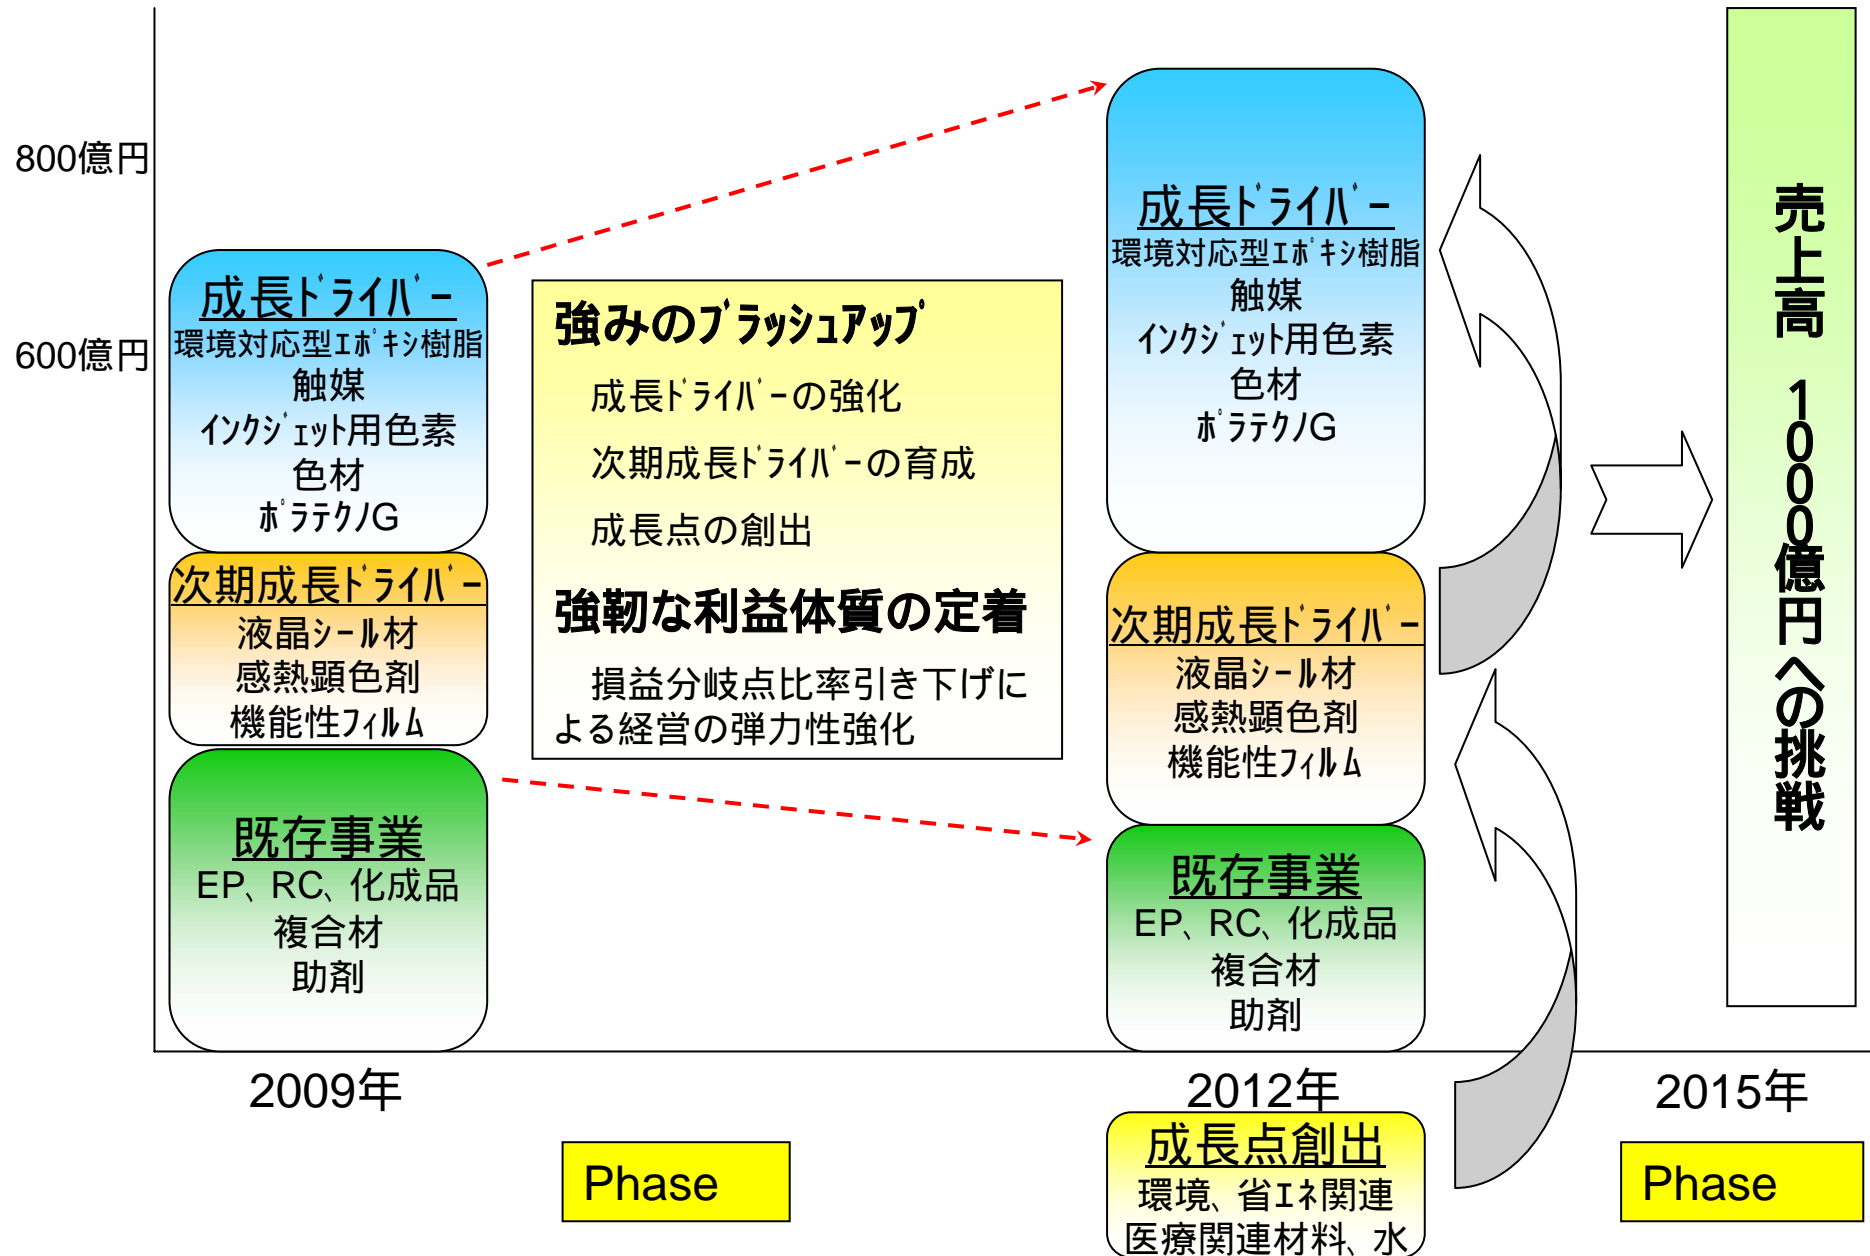 800億円
600億円
成長ﾄﾞﾗｲﾊﾞｰ
環境対応型ｴﾎﾟｷｼ樹脂
触媒
ｲﾝｸｼﾞｪｯﾄ用色素
色材
ﾎﾟﾗﾃｸﾉG
次期成長ﾄﾞﾗｲﾊﾞｰ
液晶ｼｰﾙ材
感熱顕色剤
機能性ﾌｨﾙﾑ
既存事業
EP、RC、化成品
複合材
助剤
強みのﾌﾞﾗｯｼｭｱｯﾌﾟ
成長ﾄﾞﾗｲﾊﾞｰの強化
次期成長ﾄﾞﾗｲﾊﾞｰの育成
成長点の創出
強靭な利益体質の定着
損益分岐点比率引き下げに
よる経営の弾力性強化
成長ﾄﾞﾗｲﾊﾞｰ
環境対応型ｴﾎﾟｷｼ樹脂
触媒
ｲﾝｸｼﾞｪｯﾄ用色素
色材
ﾎﾟﾗﾃｸﾉG
次期成長ﾄﾞﾗｲﾊﾞｰ
液晶ｼｰﾙ材
感熱顕色剤
機能性ﾌｨﾙﾑ
既存事業
EP、RC、化成品
複合材
助剤
売上高 1000億円への挑戦
2009年
2012年
2015年
成長点創出
環境、省ｴﾈ関連
医療関連材料、水
Phase
Phase